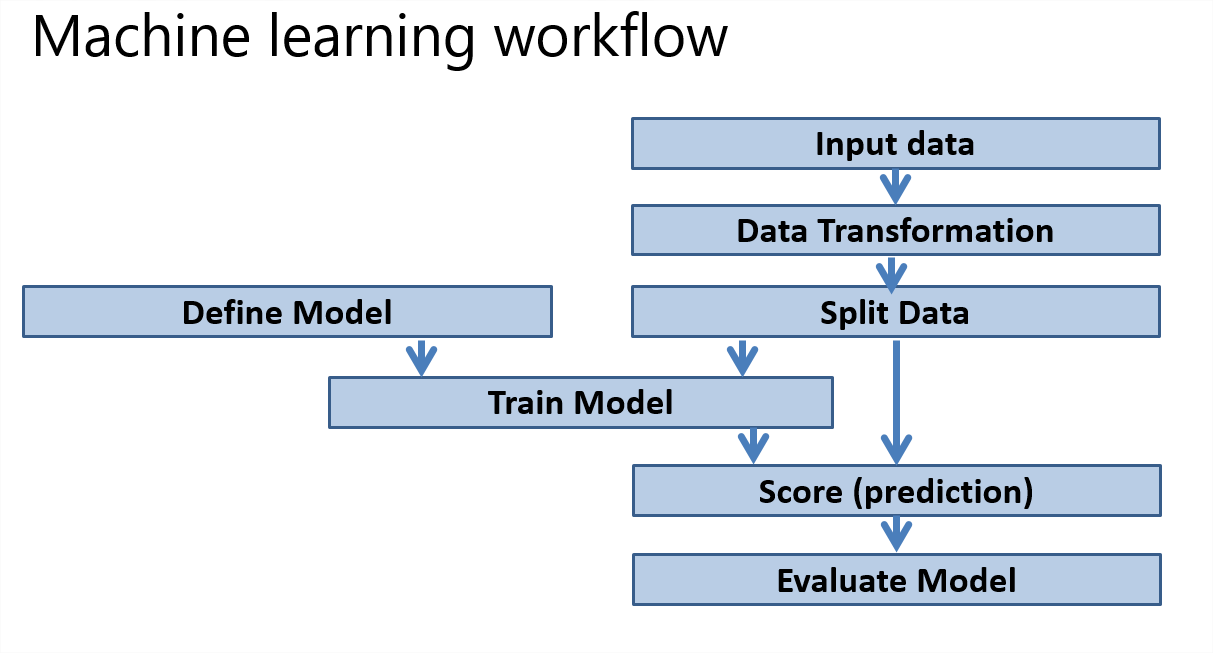 Machine learning workflow
Input data
Data Transformation
Define Model
Split Data
Train Model
Score (prediction)
Evaluate Model